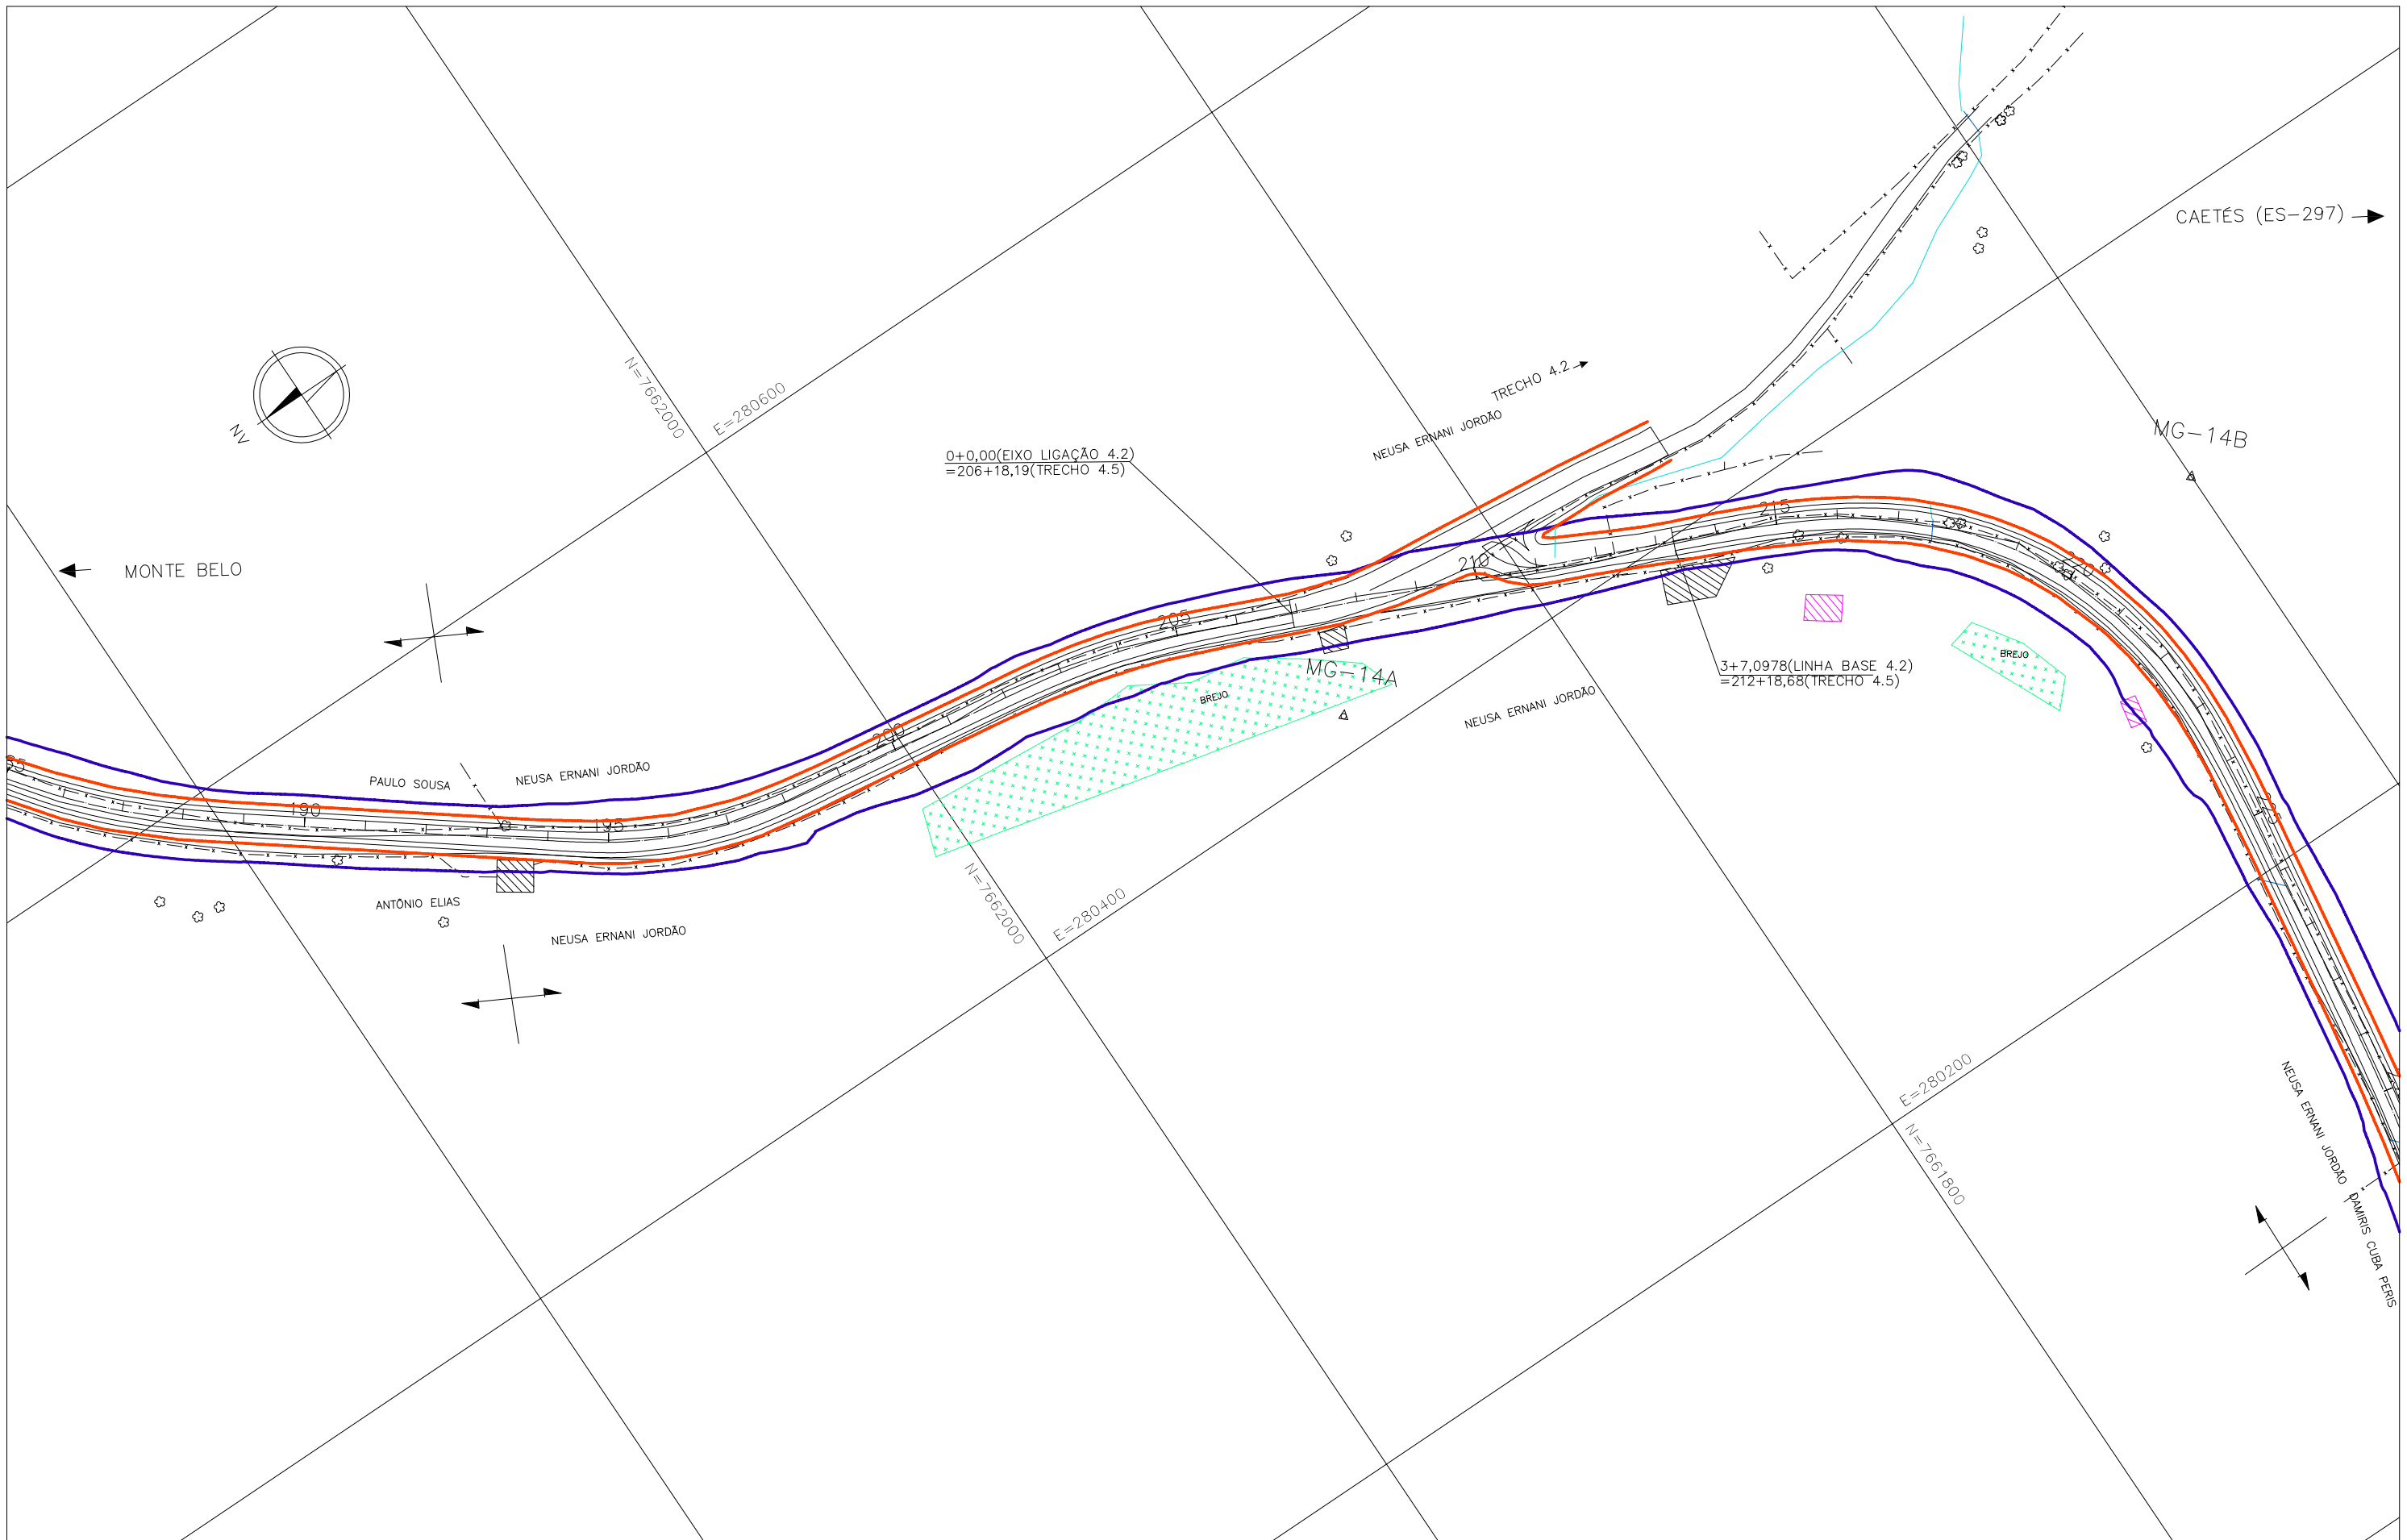 CAETÉS (ES-297)
N=7662000
E=280600
TRECHO 4.2
NEUSA ERNANI JORDÃO
MG-14B
NV
0+0,00(EIXO LIGAÇÃO 4.2)
=206+18,19(TRECHO 4.5)
MONTE BELO
215
210
220
205
BREJO
MG-14A
3+7,0978(LINHA BASE 4.2)
=212+18,68(TRECHO 4.5)
BREJO
NEUSA ERNANI JORDÃO
200
PAULO SOUSA
NEUSA ERNANI JORDÃO
190
195
225
ANTÔNIO ELIAS
NEUSA ERNANI JORDÃO
N=7662000
E=280400
E=280200
N=7661800
NEUSA ERNANI JORDÃO
DAMIRIS CUBA PERIS